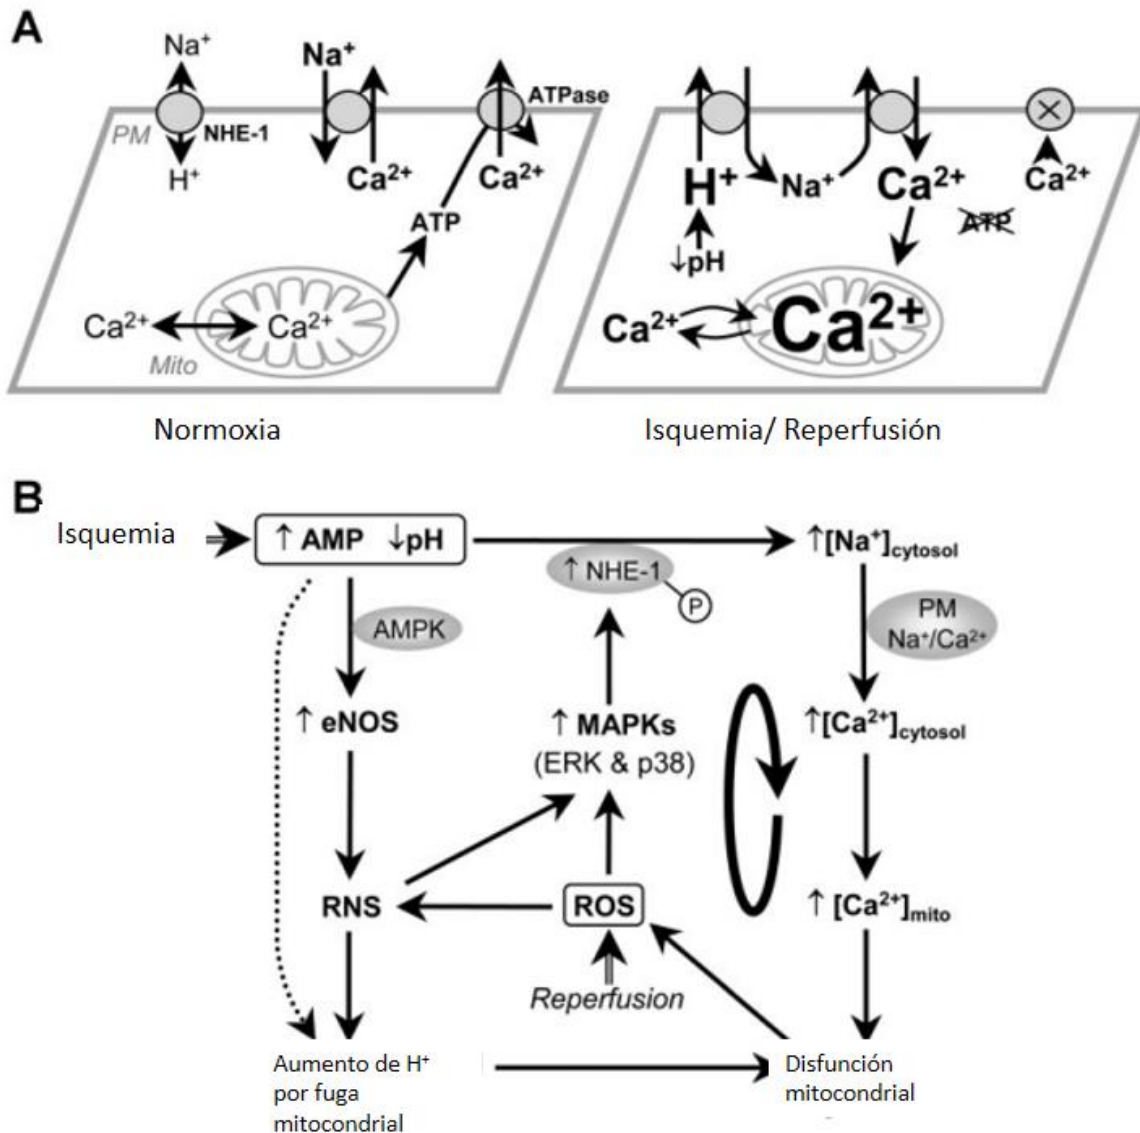 A
Na⁺
Na⁺
ATPase
PM
NHE-1
H⁺
Ca²⁺
Ca²⁺
ATP
Ca²⁺
Ca²⁺
Mito
H⁺
Na⁺
Ca²⁺
Ca²⁺
ATP
↓pH
Ca²⁺
Ca²⁺
Normoxia
Isquemia/ Reperfusión
B
Isquemia
↑ AMP ↓pH
↑[Na⁺]cytosol
↑ NHE-1
P
AMPK
PM
Na⁺/Ca²⁺
↑ eNOS
↑ MAPKs
(ERK & p38)
↑[Ca²⁺]cytosol
RNS
ROS
↑ [Ca²⁺]mito
Reperfusion
Aumento de H⁺
por fuga
mitocondrial
Disfunción
mitocondrial